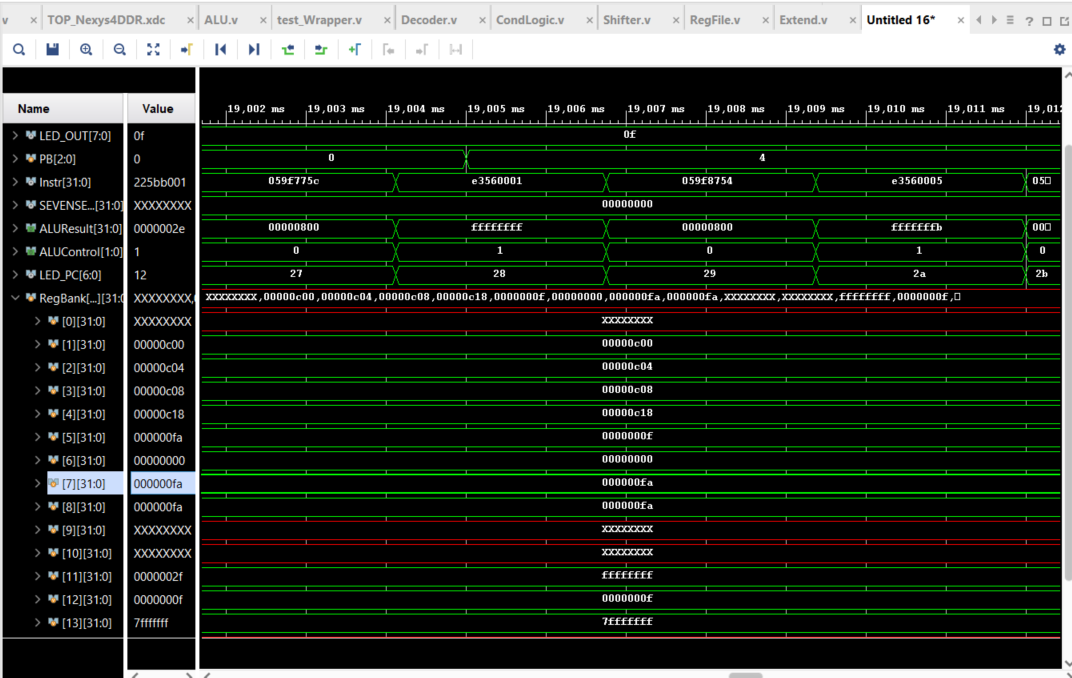 v TOP_Nexys4DDR.xdc ALU.v test_Wrapper.v Decoder.v CondLogic.v Shifter.v RegFile.v Extend.v Untitled 16*
Name Value 19,002 ms 19,003 ms 19,004 ms 19,005 ms 19,006 ms 19,007 ms 19,008 ms 19,009 ms 19,010 ms 19,011 ms 19,012
LED_OUT[7:0] 0f 0f
PB[2:0] 0 0 4
Instr[31:0] 225bb001 059f775c e3560001 059f8754 e3560005 05
SEVENSE...[31:0] XXXXXXXX 00000000
ALUResult[31:0] 0000002e 00000800 ffffffff 00000800 fffffffb 00
ALUControl[1:0] 1 0 1 0 1 0
LED_PC[6:0] 12 27 28 29 2a 2b
RegBank[...][31:0 XXXXXXXX, XXXXXXXX,00000c00,00000c04,00000c08,00000c18,0000000f,00000000,000000fa,000000fa,XXXXXXXX,XXXXXXXX,ffffffff,0000000f,
[0][31:0] XXXXXXXX XXXXXXXX
[1][31:0] 00000c00 00000c00
[2][31:0] 00000c04 00000c04
[3][31:0] 00000c08 00000c08
[4][31:0] 00000c18 00000c18
[5][31:0] 000000fa 0000000f
[6][31:0] 00000000 00000000
[7][31:0] 000000fa 000000fa
[8][31:0] 000000fa 000000fa
[9][31:0] XXXXXXXX XXXXXXXX
[10][31:0] XXXXXXXX XXXXXXXX
[11][31:0] 0000002f ffffffff
[12][31:0] 0000000f 0000000f
[13][31:0] 7fffffff 7fffffff